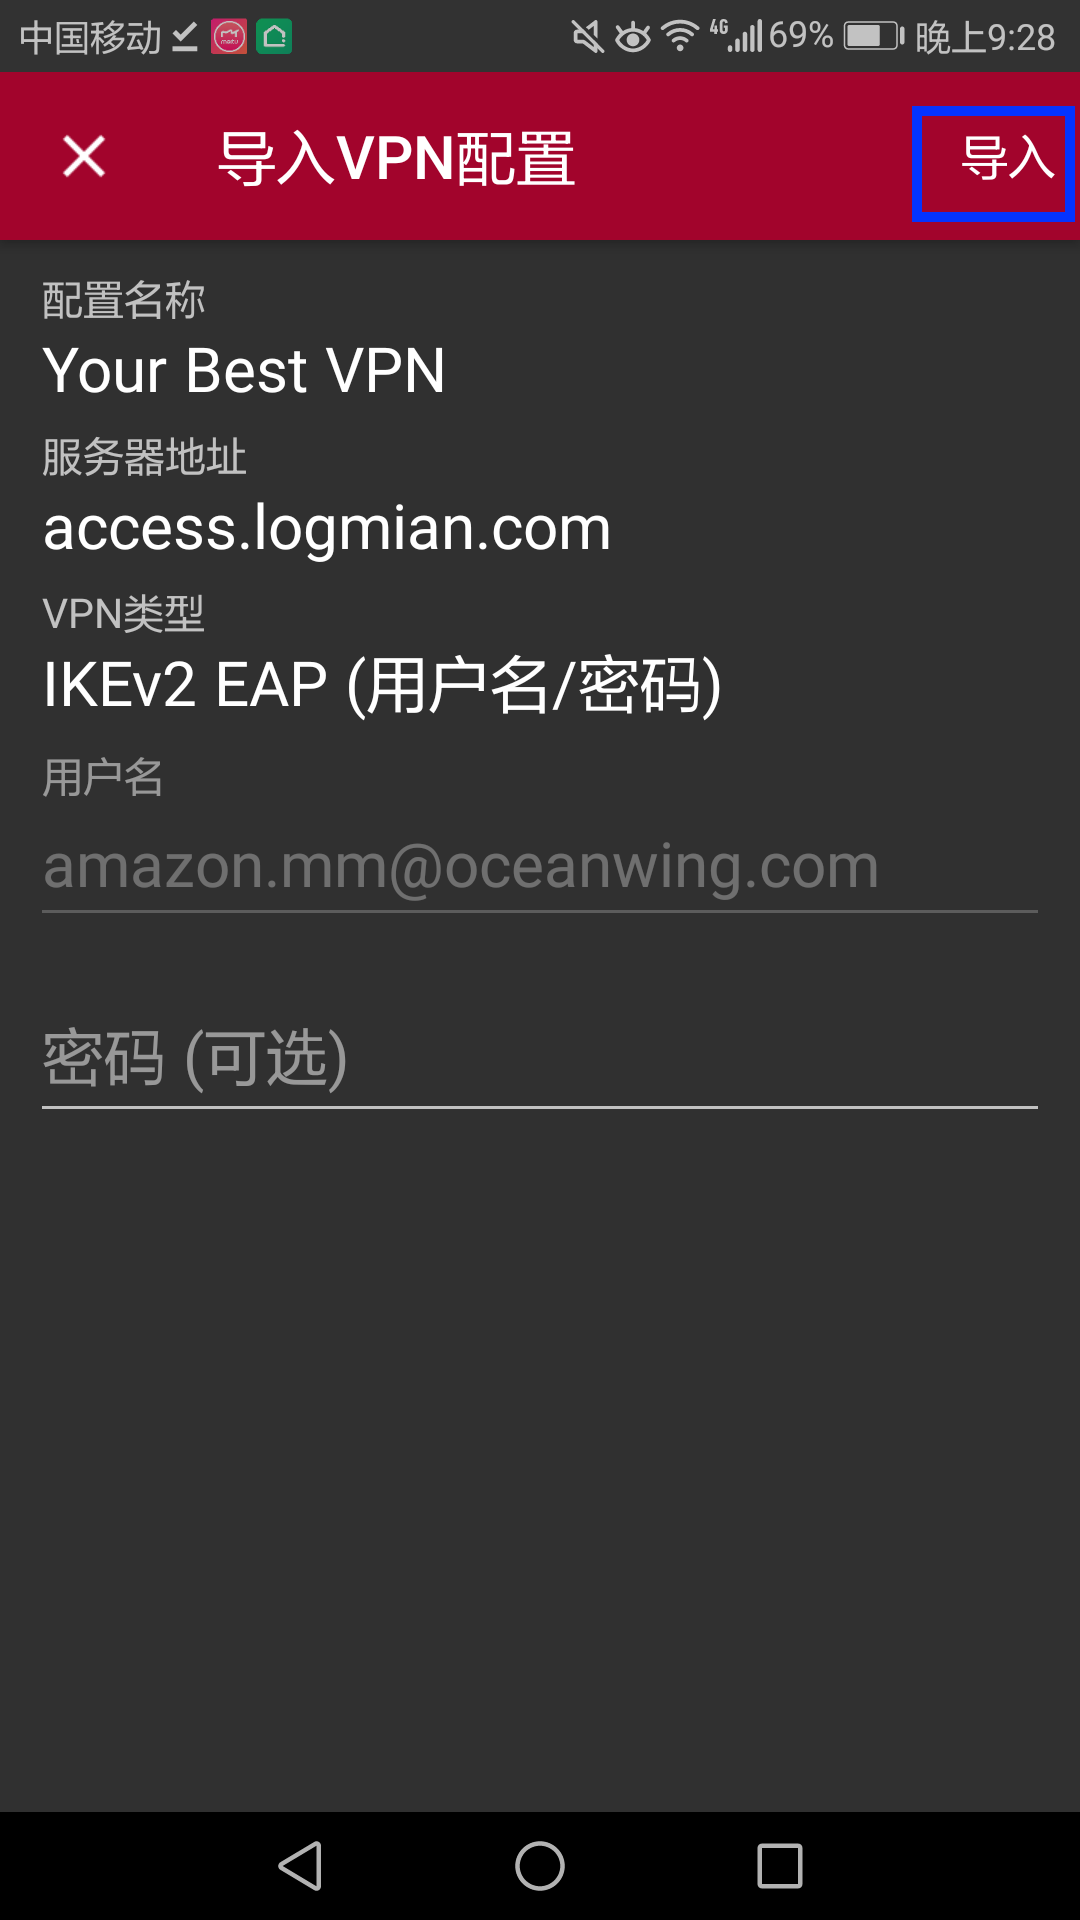 中国移动 4G 69% 晚上9:28
导入VPN配置 导入
配置名称
Your Best VPN
服务器地址
access.logmian.com
VPN类型
IKEv2 EAP (用户名/密码)
用户名
amazon.mm@oceanwing.com
密码 (可选)